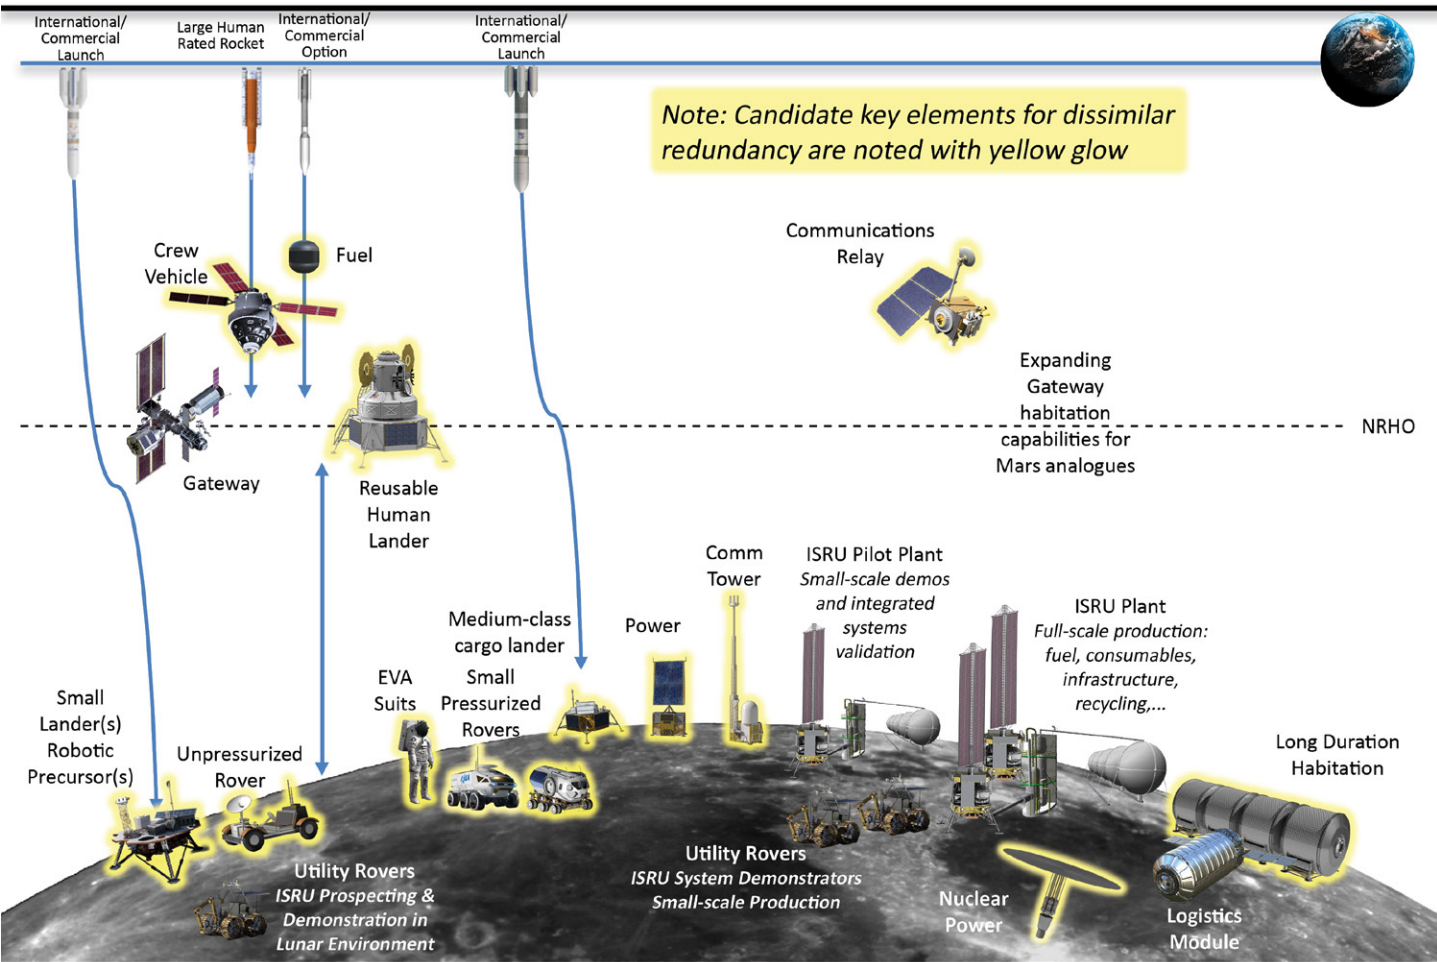 International/
Commercial
Launch
Large Human
Rated Rocket
International/
Commercial
Option
International/
Commercial
Launch
Note: Candidate key elements for dissimilar
redundancy are noted with yellow glow
Crew
Vehicle
Fuel
Communications
Relay
Expanding
Gateway
habitation
capabilities for
Mars analogues
NRHO
Gateway
Reusable
Human
Lander
Comm
Tower
ISRU Pilot Plant
Small-scale demos
and integrated
systems
validation
ISRU Plant
Full-scale production:
fuel, consumables,
infrastructure,
recycling,...
Medium-class
cargo lander
Power
EVA
Suits
Small
Pressurized
Rovers
Small
Lander(s)
Robotic
Precursor(s)
Unpressurized
Rover
Long Duration
Habitation
Utility Rovers
ISRU Prospecting &
Demonstration in
Lunar Environment
Utility Rovers
ISRU System Demonstrators
Small-scale Production
Nuclear
Power
Logistics
Module